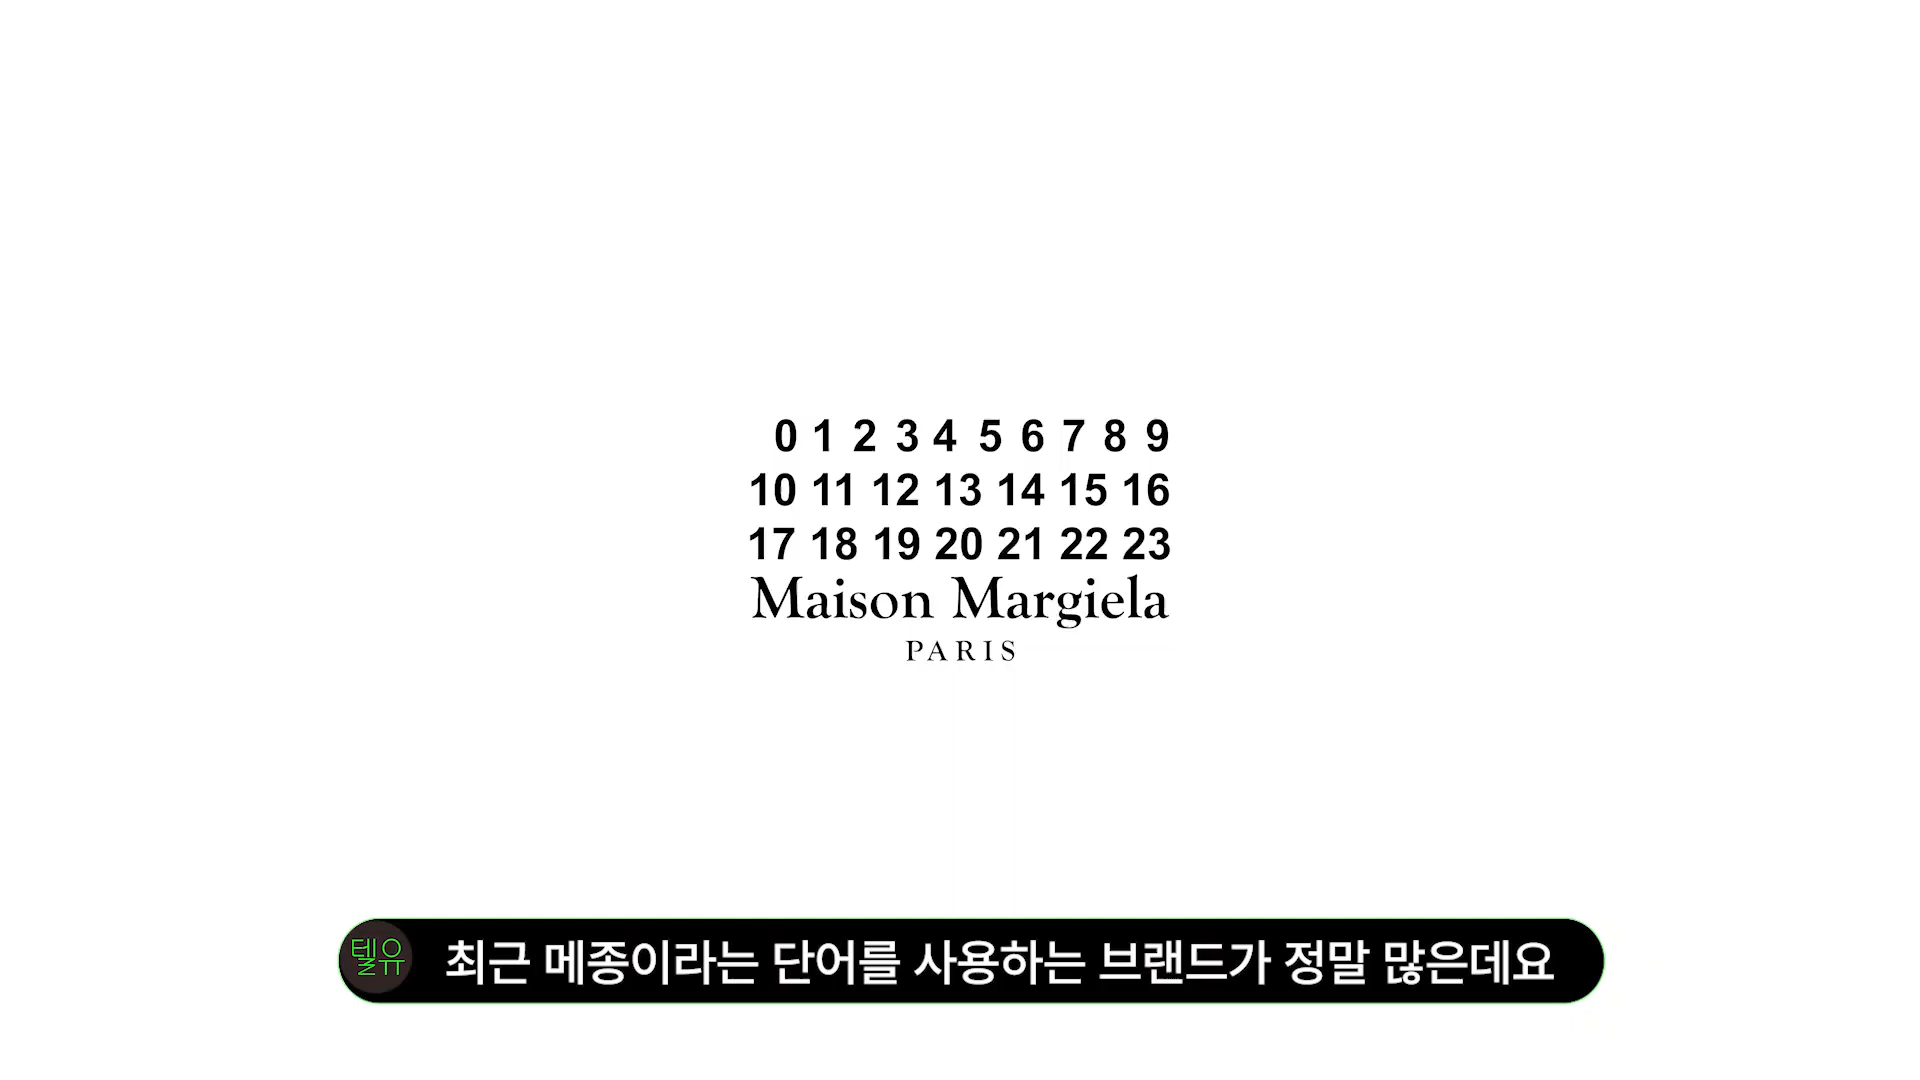 0 1 2 3 4 5 6 7 8 9
10 11 12 13 14 15 16
17 18 19 20 21 22 23
Maison Margiela
PARIS
텔유
최근 메종이라는 단어를 사용하는 브랜드가 정말 많은데요